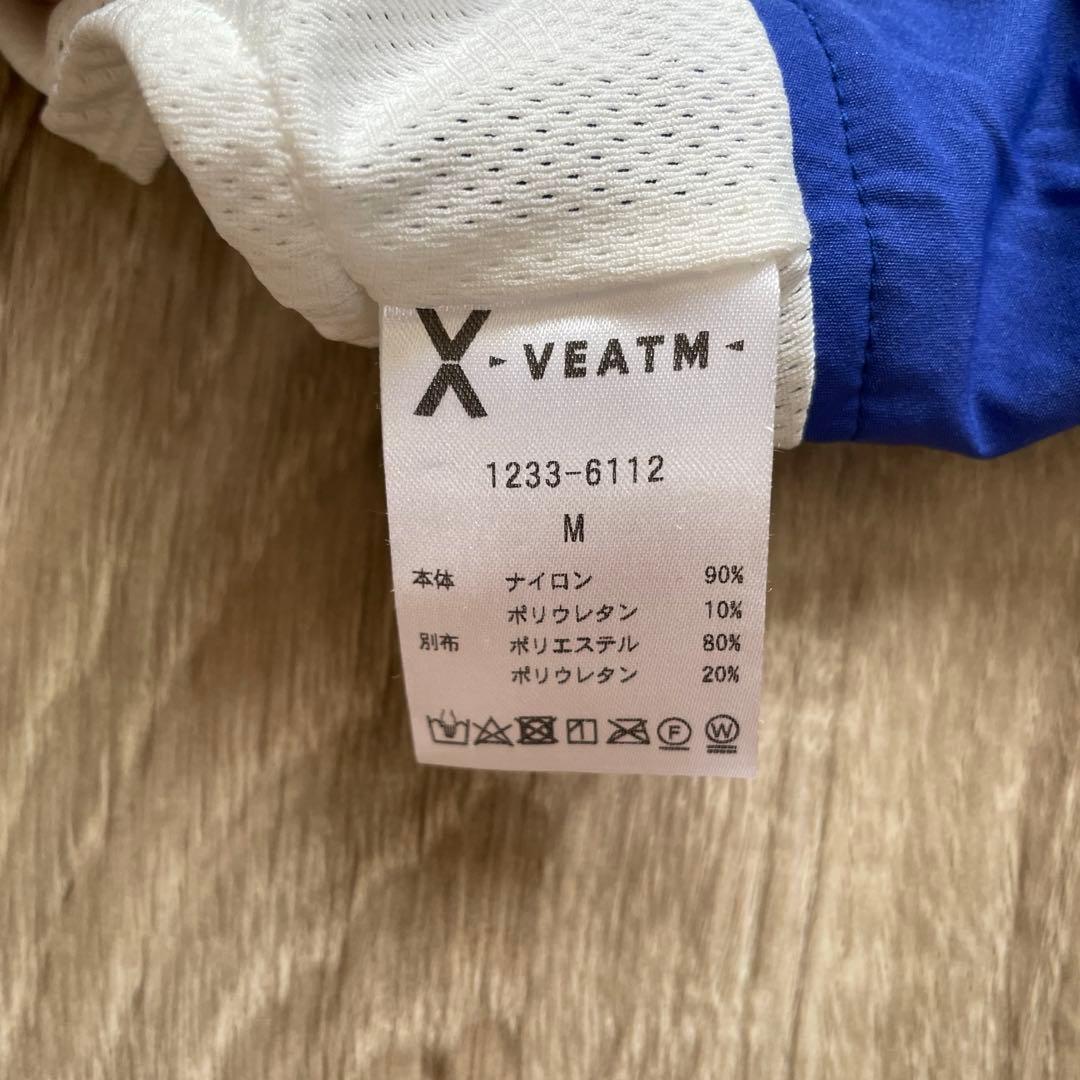 X -VEATM-
1233-6112
M
本体 ナイロン 90%
ポリウレタン 10%
別布 ポリエステル 80%
ポリウレタン 20%
F W